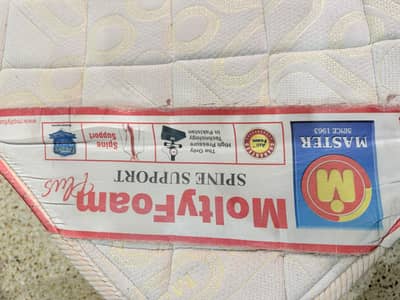 MASTER
SINCE 1963
MoltyFoam
Plus
SPINE SUPPORT
The Only
High Pressure
Technology
in Pakistan
Spine
Support